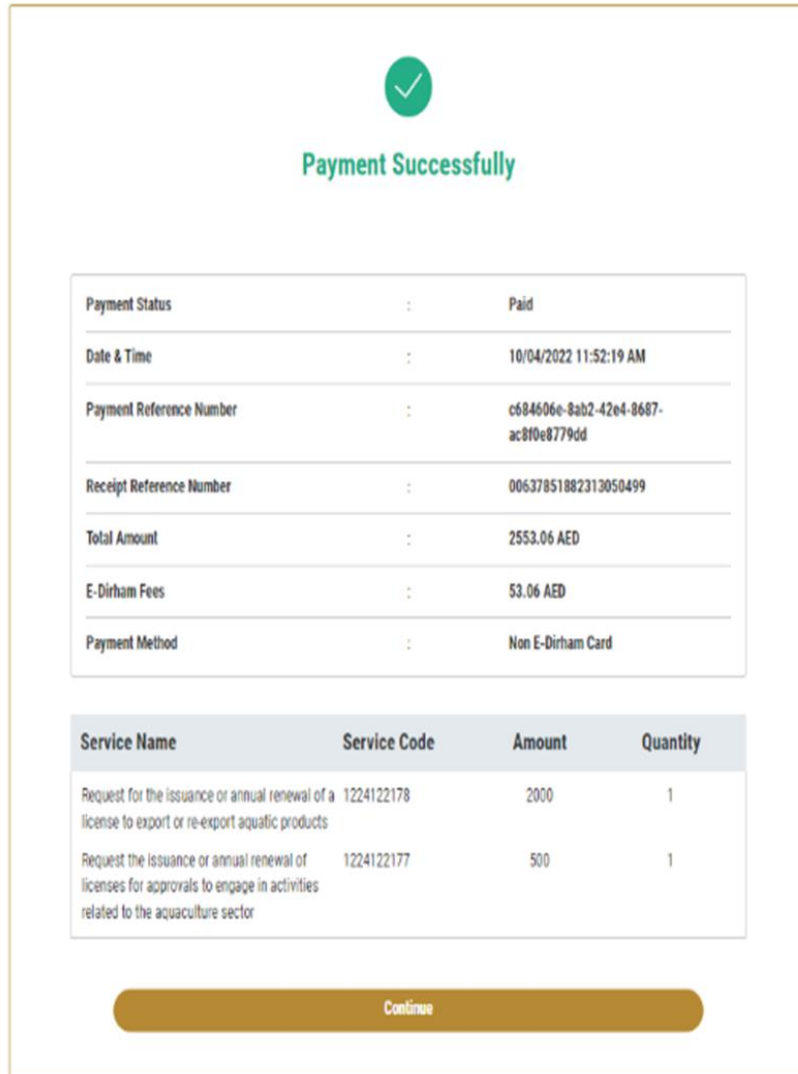 Payment Successfully
Payment Status : Paid
Date & Time : 10/04/2022 11:52:19 AM
Payment Reference Number : c684606e-8ab2-42e4-8687-
ac8f0e8779dd
Receipt Reference Number : 00637851882313050499
Total Amount : 2553.06 AED
E-Dirham Fees : 53.06 AED
Payment Method : Non E-Dirham Card
Service Name Service Code Amount Quantity
Request for the issuance or annual renewal of a 1224122178 2000 1
license to export or re-export aquatic products
Request the issuance or annual renewal of 1224122177 500 1
licenses for approvals to engage in activities
related to the aquaculture sector
Continue